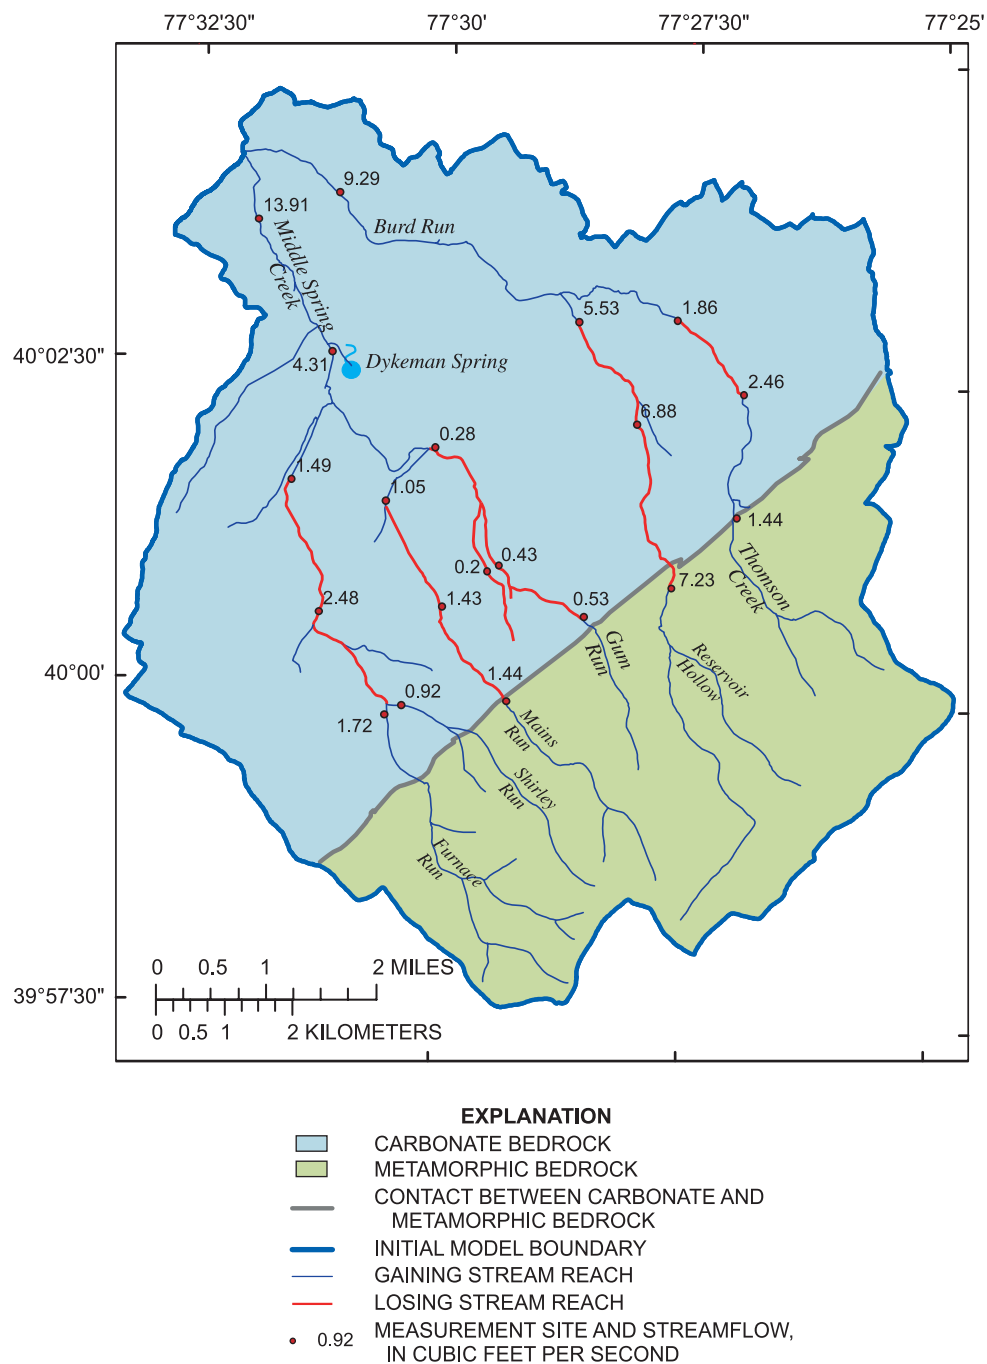 77°32'30"
77°30'
77°27'30"
77°25'
9.29
13.91
Burd Run
Middle Spring
Creek
5.53
1.86
40°02'30"
4.31
Dykeman Spring
2.46
6.88
0.28
1.49
1.05
1.44
0.43
0.2
Thomson
Creek
7.23
2.48
1.43
0.53
Gum
Run
40°00'
1.44
Reservoir
Hollow
0.92
1.72
Mains
Run
Shirley
Run
Furnace
Run
0 0.5 1 2 MILES
39°57'30"
0 0.5 1 2 KILOMETERS
EXPLANATION
CARBONATE BEDROCK
METAMORPHIC BEDROCK
CONTACT BETWEEN CARBONATE AND
METAMORPHIC BEDROCK
INITIAL MODEL BOUNDARY
GAINING STREAM REACH
LOSING STREAM REACH
0.92 MEASUREMENT SITE AND STREAMFLOW,
IN CUBIC FEET PER SECOND